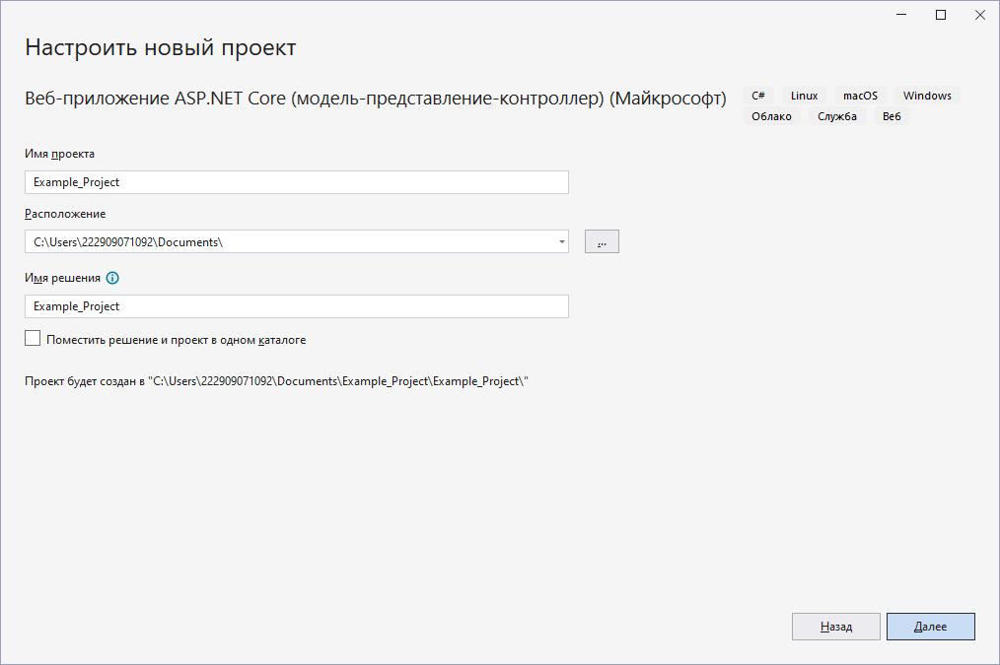 Настроить новый проект
Веб-приложение ASP.NET Core (модель-представление-контроллер) (Майкрософт)
C# Linux macOS Windows
Облако Служба Веб
Имя проекта
Example_Project
Расположение
C:\Users\222909071092\Documents\
...
Имя решения
Example_Project
Поместить решение и проект в одном каталоге
Проект будет создан в "C:\Users\222909071092\Documents\Example_Project\Example_Project\"
Назад Далее